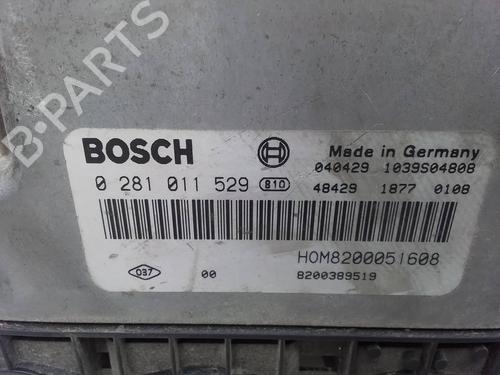 B-PARTS
BOSCH
Made in Germany
040429 1039S04808
0 281 011 529 810
48429 1877 0108
HOM8200051608
037 00 8200389519